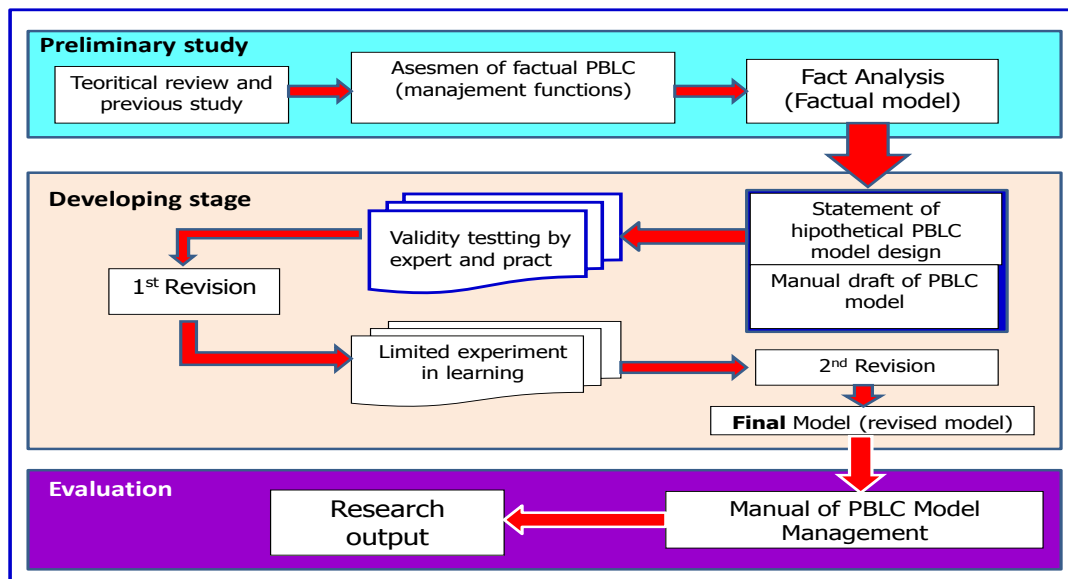 Preliminary study
Teoritical review and
previous study
Asesmen of factual PBLC
(manajement functions)
Fact Analysis
(Factual model)
Developing stage
Statement of
hipothetical PBLC
model design
Manual draft of PBLC
model
Validity testting by
expert and pract
1st Revision
Limited experiment
in learning
2nd Revision
Final Model (revised model)
Evaluation
Manual of PBLC Model
Management
Research
output